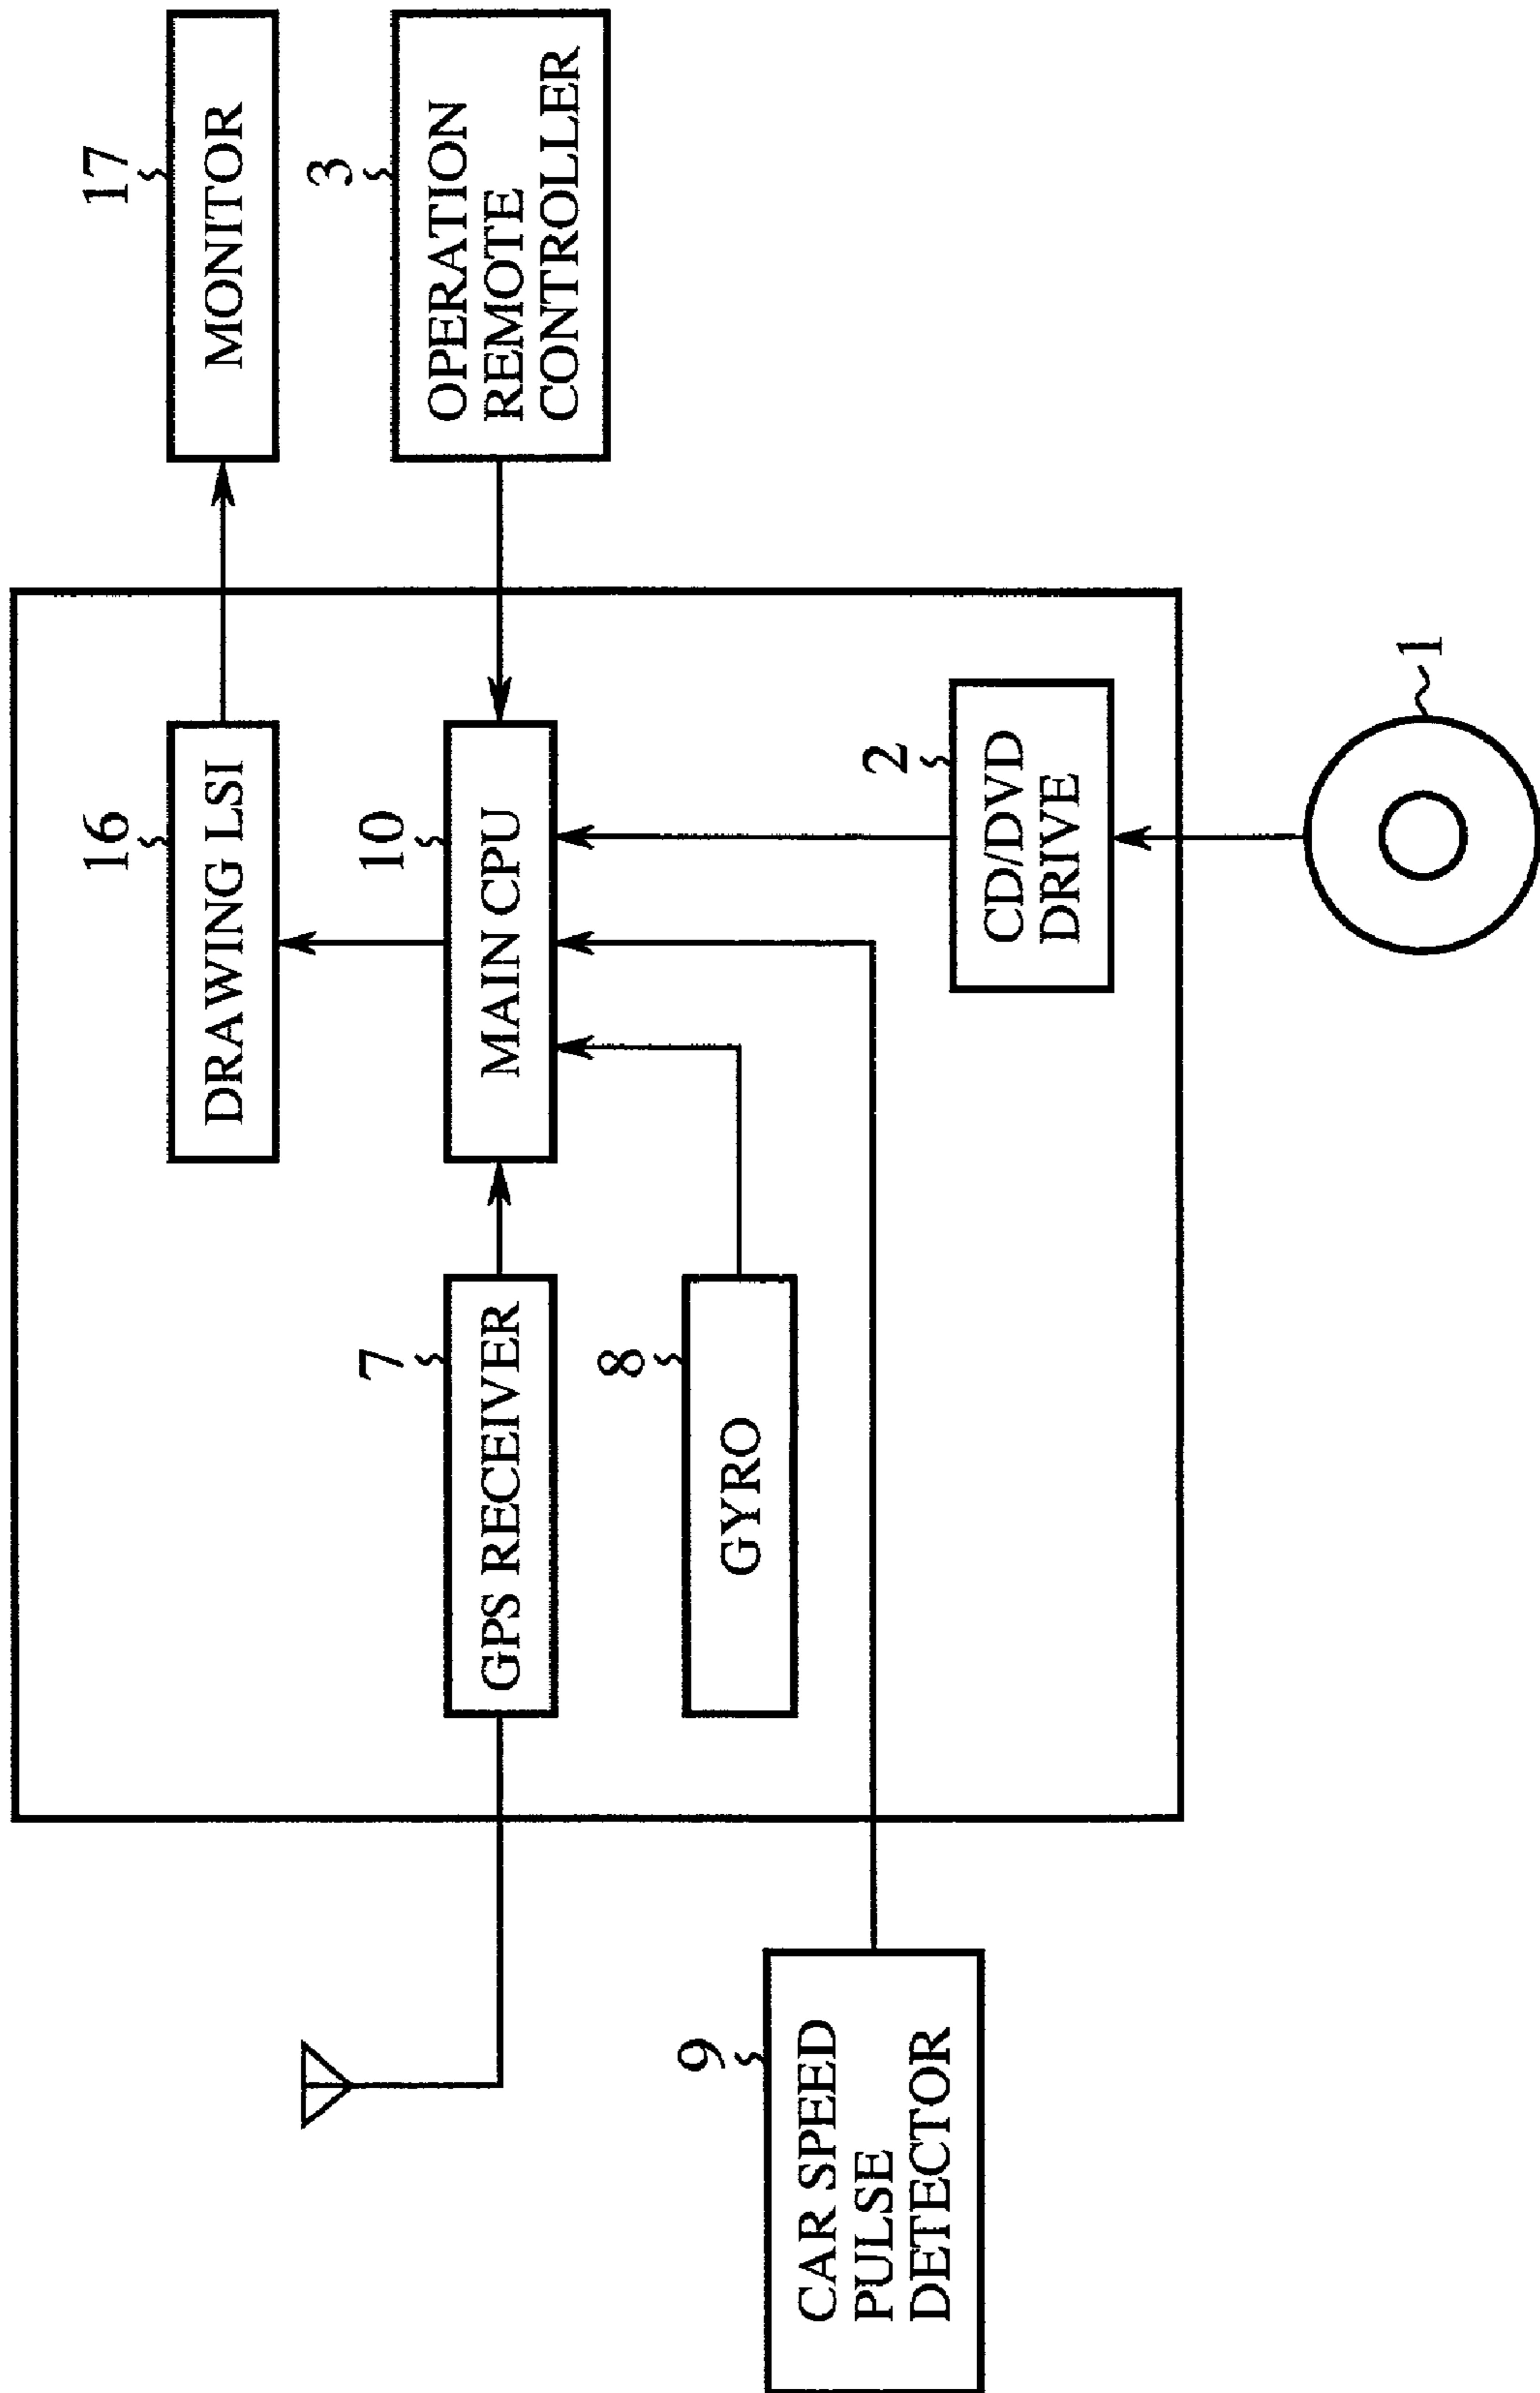 16
DRAWING LSI
17
MONITOR
7
GPS RECEIVER
10
MAIN CPU
3
OPERATION
REMOTE
CONTROLLER
8
GYRO
9
CAR SPEED
PULSE
DETECTOR
2
CD/DVD
DRIVE
1